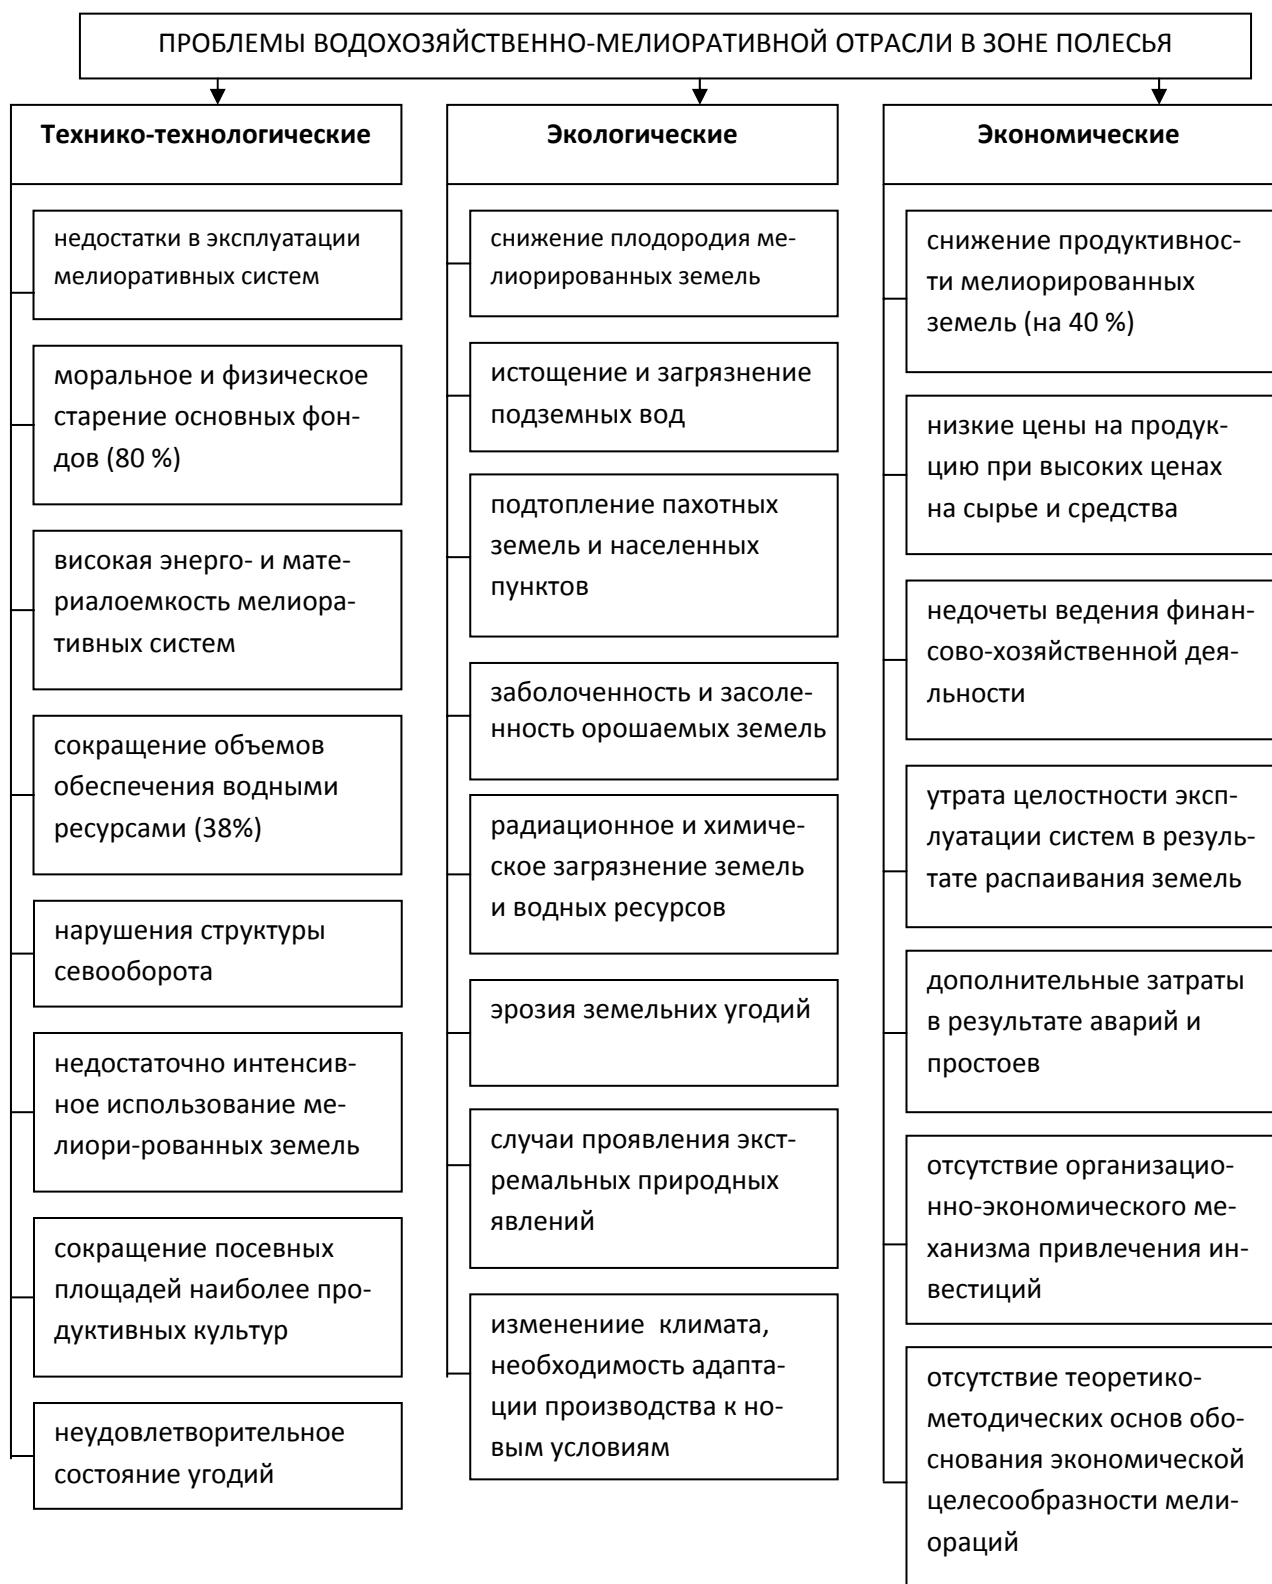 ПРОБЛЕМЫ ВОДОХОЗЯЙСТВЕННО-МЕЛИОРАТИВНОЙ ОТРАСЛИ В ЗОНЕ ПОЛЕСЬЯ
Технико-технологические
недостатки в эксплуатации
мелиоративных систем
моральное и физическое
старение основных фон-
дов (80 %)
високая энерго- и мате-
риалоемкость мелиора-
тивных систем
сокращение объемов
обеспечения водными
ресурсами (38%)
нарушения структуры
севооборота
недостаточно интенсив-
ное использование ме-
лиори-рованных земель
сокращение посевных
площадей наиболее про-
дуктивных культур
неудовлетворительное
состояние угодий
Экологические
снижение плодородия ме-
лиорированных земель
истощение и загрязнение
подземных вод
подтопление пахотных
земель и населенных
пунктов
заболоченность и засоле-
нность орошаемых земель
радиационное и химиче-
ское загрязнение земель
и водных ресурсов
эрозия земельних угодий
случаи проявления экст-
ремальных природных
явлений
изменениие климата,
необходимость адапта-
ции производства к но-
вым условиям
Экономические
снижение продуктивнос-
ти мелиорированных
земель (на 40 %)
низкие цены на продук-
цию при высоких ценах
на сырье и средства
недочеты ведения финан-
сово-хозяйственной дея-
льности
утрата целостности эксп-
луатации систем в резуль-
тате распаивания земель
дополнительные затраты
в результате аварий и
простоев
отсутствие организацио-
нно-экономического ме-
ханизма привлечения ин-
вестиций
отсутствие теоретико-
методических основ обо-
снования экономической
целесообразности мели-
ораций